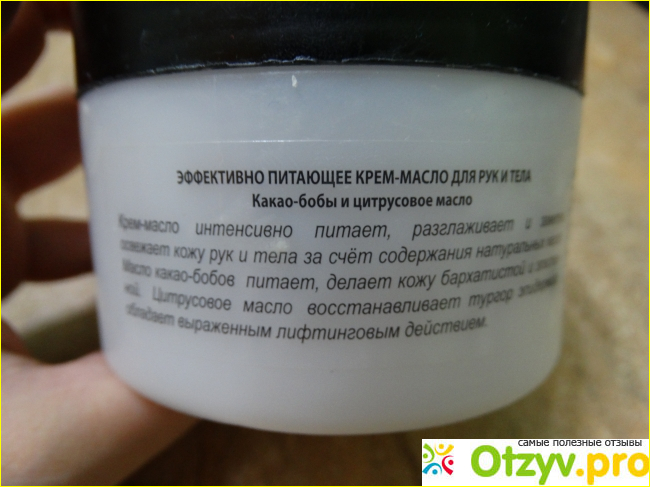 ЭФФЕКТИВНО ПИТАЮЩЕЕ КРЕМ-МАСЛО ДЛЯ РУК И ТЕЛА
Какао-бобы и цитрусовое масло
Крем-масло интенсивно питает, разглаживает и
освежает кожу рук и тела за счёт содержания натуральных
Масло какао-бобов питает, делает кожу бархатистой и
ной. Цитрусовое масло восстанавливает тургор
обладает выраженным лифтинговым действием.
самые полезные отзывы
Otzyv.pro